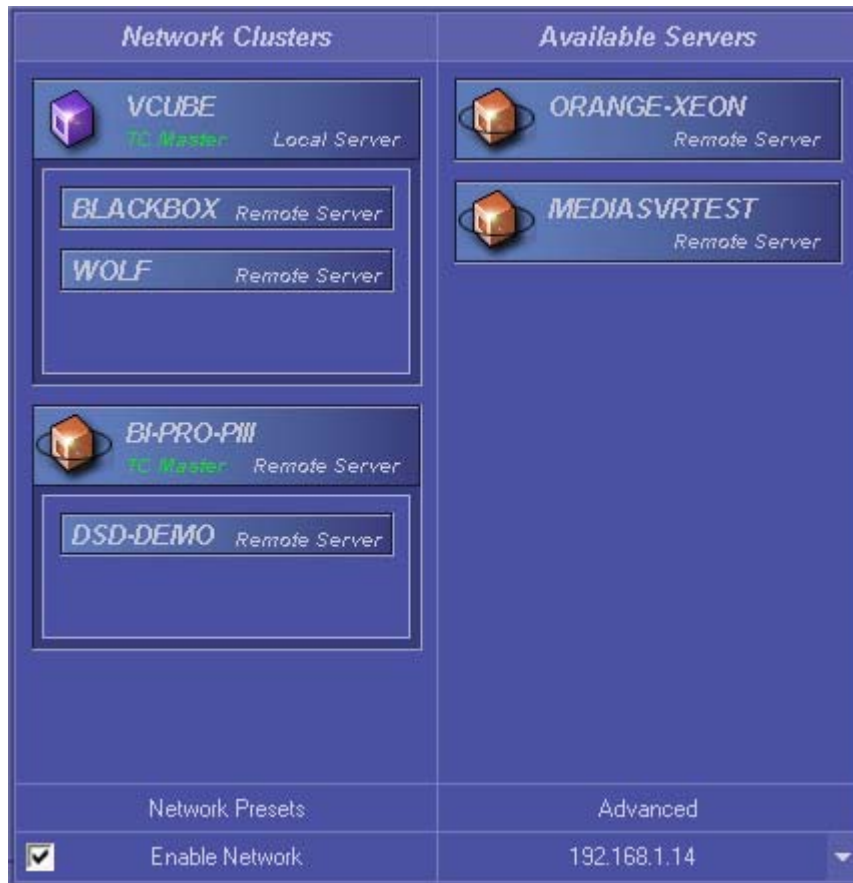 Network Clusters
Available Servers
VCUBE
TC Master Local Server
BLACKBOX Remote Server
WOLF Remote Server
BI-PRO-PIII
TC Master Remote Server
DSD-DEMO Remote Server
ORANGE-XEON
Remote Server
MEDIASVRTEST
Remote Server
Network Presets
Advanced
Enable Network
192.168.1.14